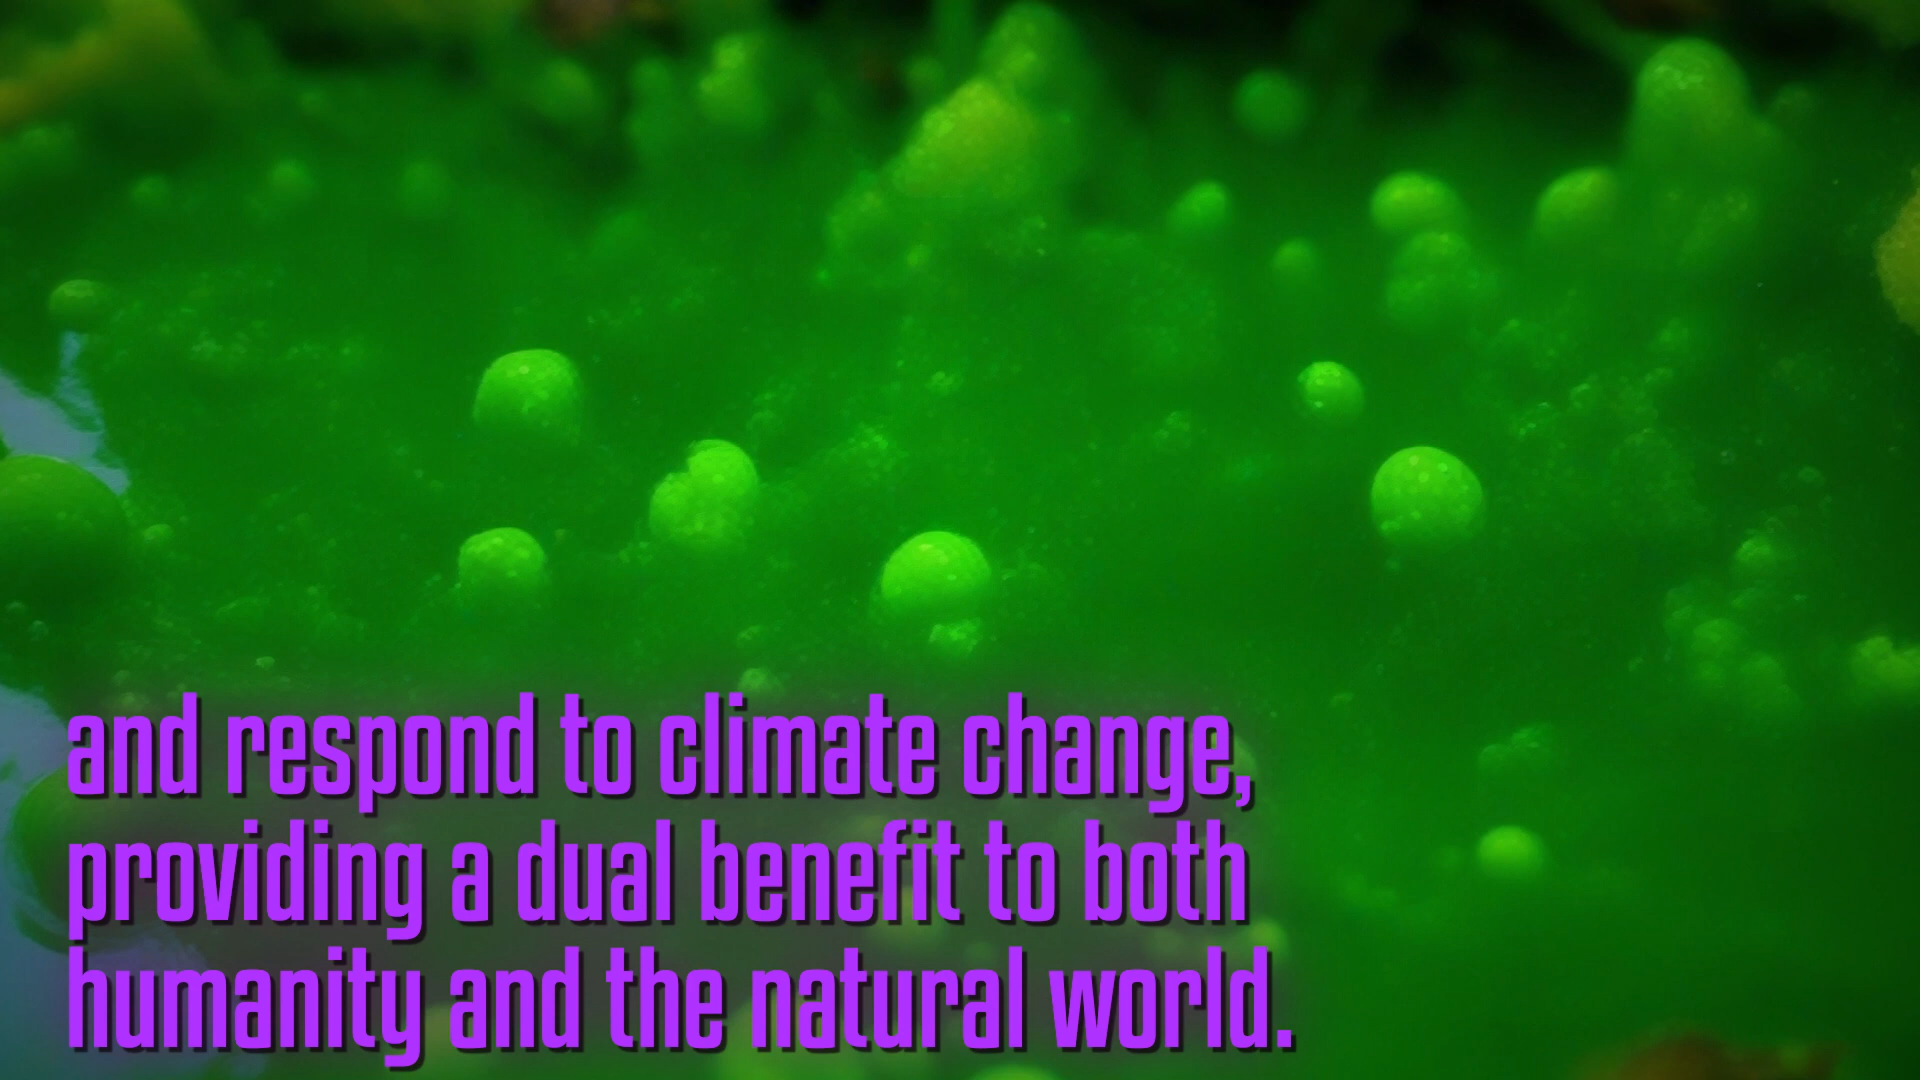 and respond to climate change,
providing a dual benefit to both
humanity and the natural world.